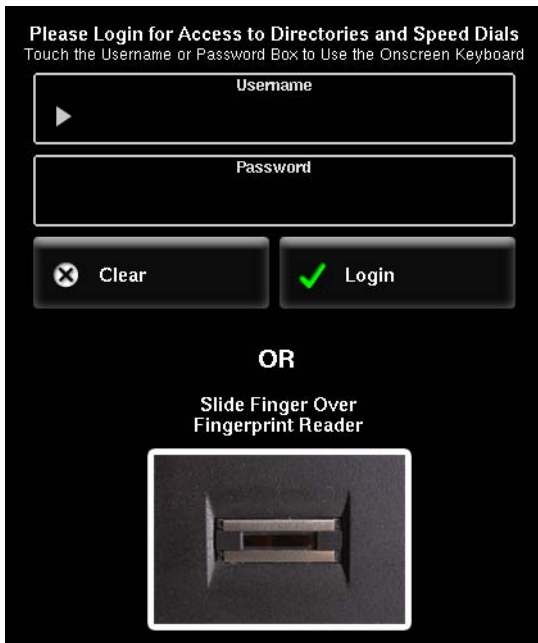 Please Login for Access to Directories and Speed Dials
Touch the Username or Password Box to Use the Onscreen Keyboard
Username
Password
Clear
Login
OR
Slide Finger Over
Fingerprint Reader